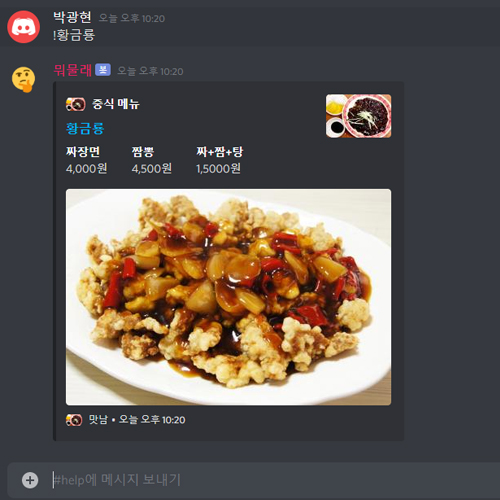 박광현 오늘 오후 10:20
!황금룡
뭐물래 봇 오늘 오후 10:20
중식 메뉴
황금룡
짜장면 짬뽕 짜+짬+탕
4,000원 4,500원 1,5000원
맛남 • 오늘 오후 10:20
#help에 메시지 보내기